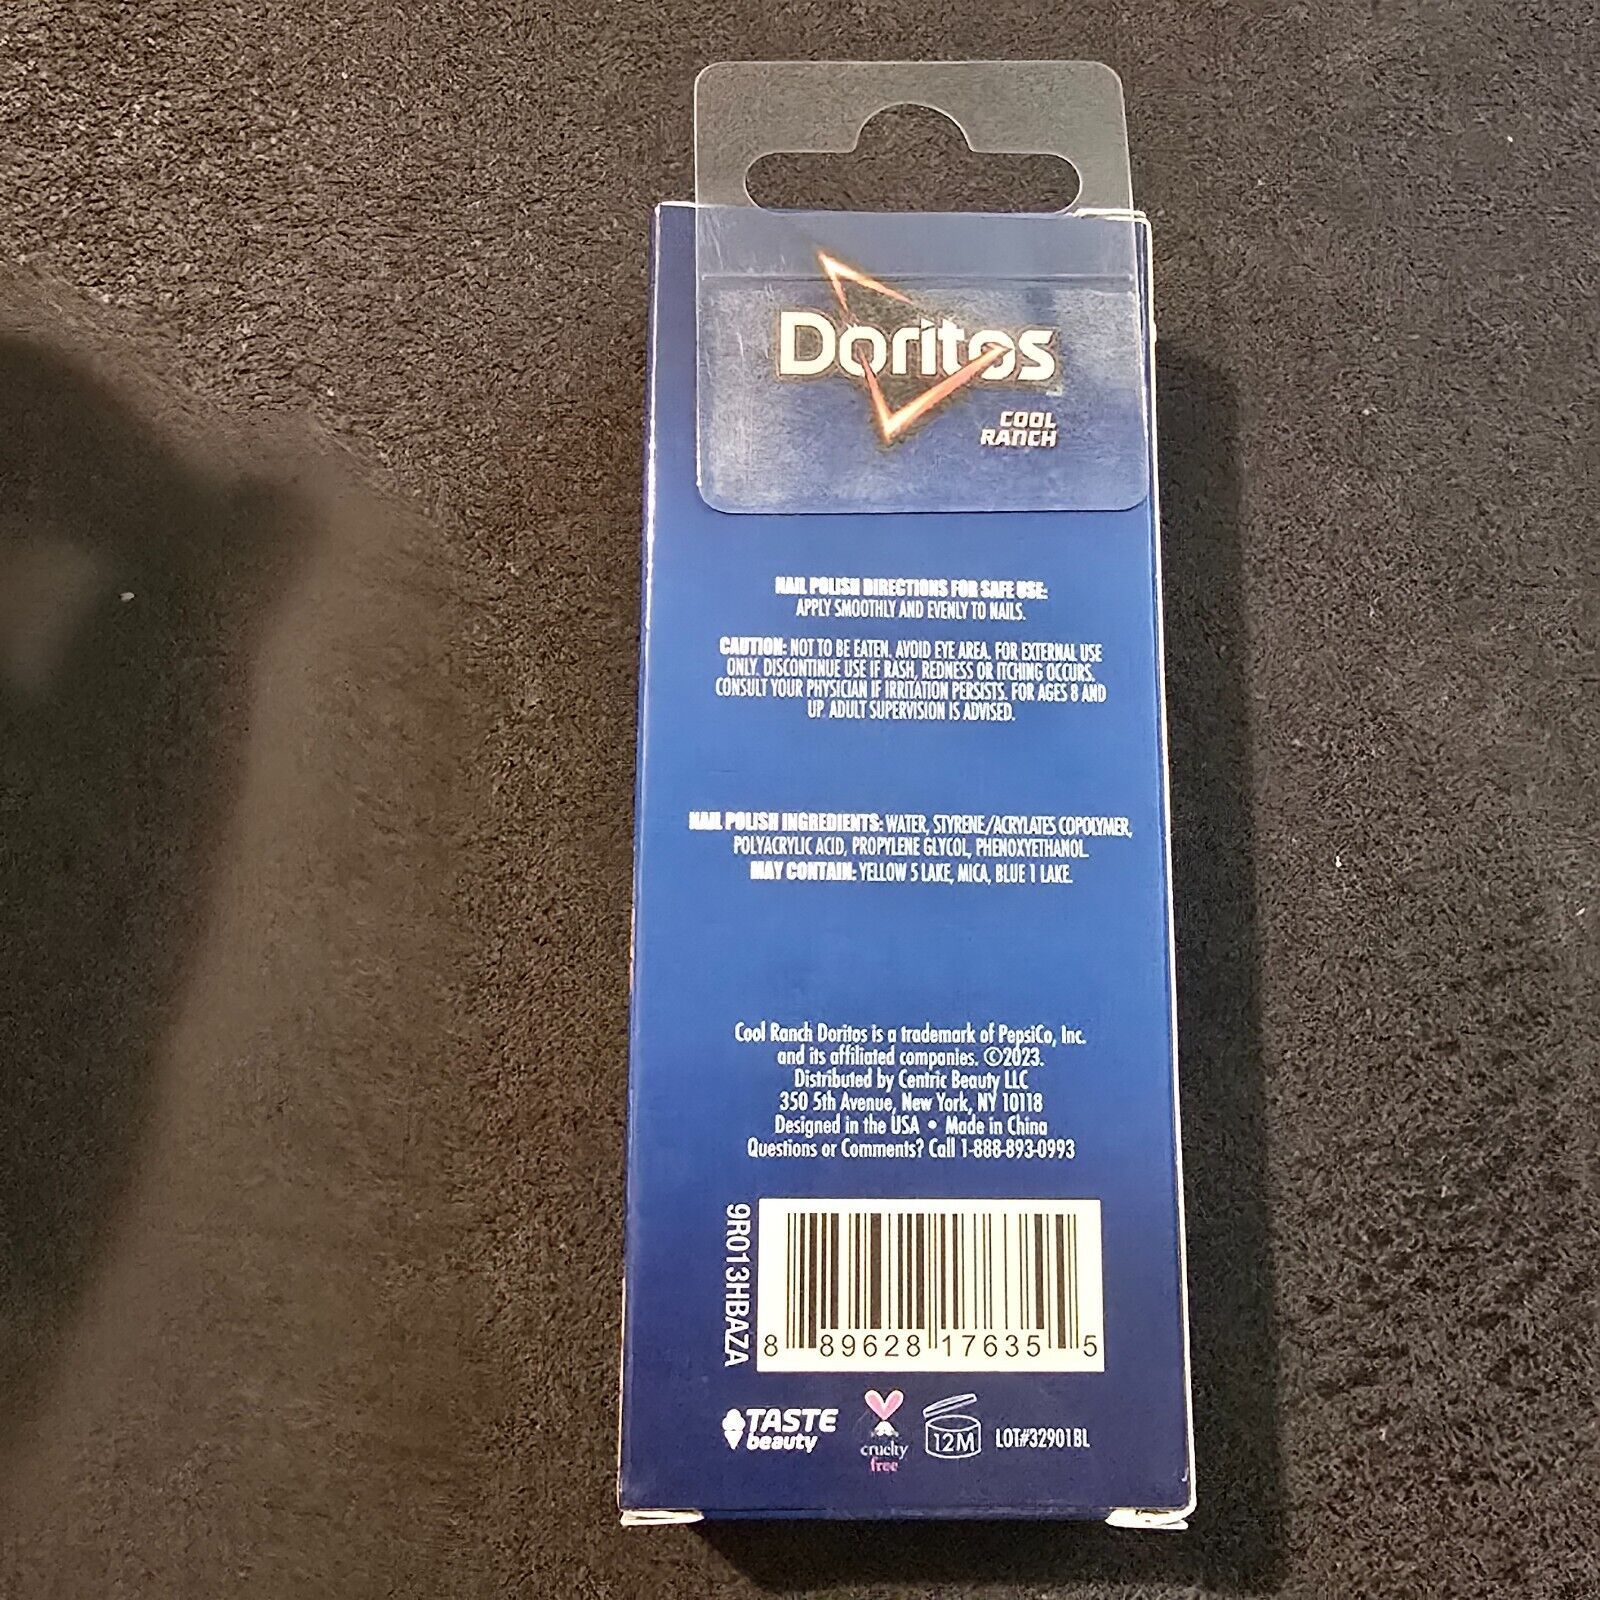 Doritos
COOL
RANCH
NAIL POLISH DIRECTIONS FOR SAFE USE:
APPLY SMOOTHLY AND EVENLY TO NAILS.
CAUTION: NOT TO BE EATEN. AVOID EYE AREA. FOR EXTERNAL USE
ONLY. DISCONTINUE USE IF RASH, REDNESS OR ITCHING OCCURS.
CONSULT YOUR PHYSICIAN IF IRRITATION PERSISTS. FOR AGES 8 AND
UP. ADULT SUPERVISION IS ADVISED.
NAIL POLISH INGREDIENTS: WATER, STYRENE/ACRYLATES COPOLYMER,
POLYACRYLIC ACID, PROPYLENE GLYCOL, PHENOXYETHANOL.
MAY CONTAIN: YELLOW 5 LAKE, MICA, BLUE 1 LAKE.
Cool Ranch Doritos is a trademark of PepsiCo, Inc.
and its affiliated companies. ©2023.
Distributed by Centric Beauty LLC
350 5th Avenue, New York, NY 10118
Designed in the USA • Made in China
Questions or Comments? Call 1-888-893-0993
9R013HBAZA
8 89628 17635 5
TASTE
beauty
cruelty
free
12M
LOT#32901BL